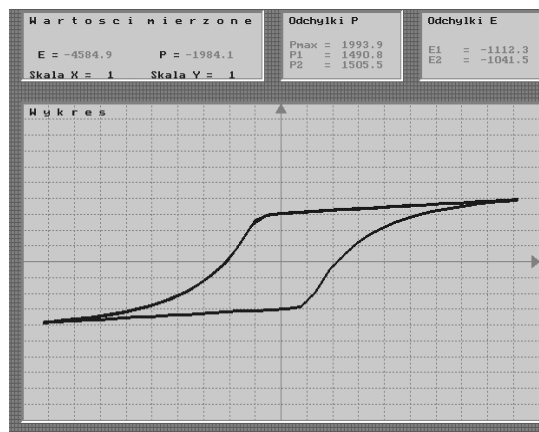 Wartosci mierzone
E = -4584.9 P = -1984.1
Skala X = 1 Skala Y = 1
Odchylki P
Pmax = 1993.9
P1 = 1490.8
P2 = 1505.5
Odchylki E
E1 = -1112.3
E2 = -1041.5
Wykres